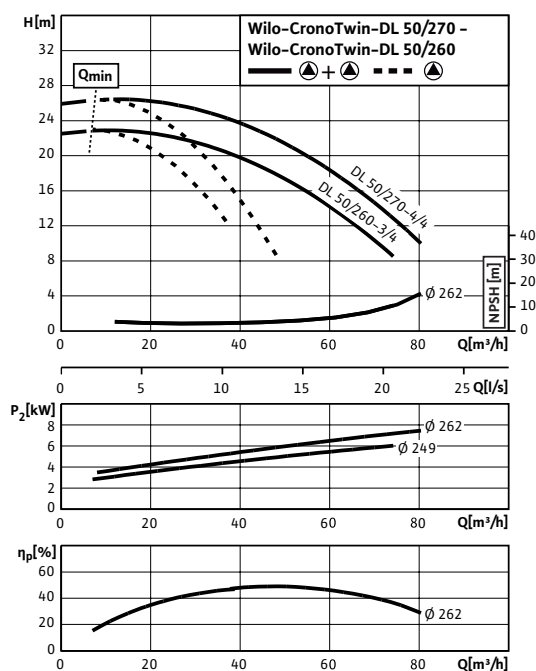 H[m]
Wilo-CronoTwin-DL 50/270 -
Wilo-CronoTwin-DL 50/260
+
Qmin
32
28
24
20
16
12
8
4
0
DL 50/270-4/4
DL 50/260-3/4
Ø 262
40
30
20
10
0
NPSH [m]
0 20 40 60 80 Q[m³/h]
0 5 10 15 20 25 Q[l/s]
P₂[kW]
8
6
4
2
0
Ø 262
Ø 249
0 20 40 60 80 Q[m³/h]
ηp[%]
60
40
20
0
Ø 262
0 20 40 60 80 Q[m³/h]